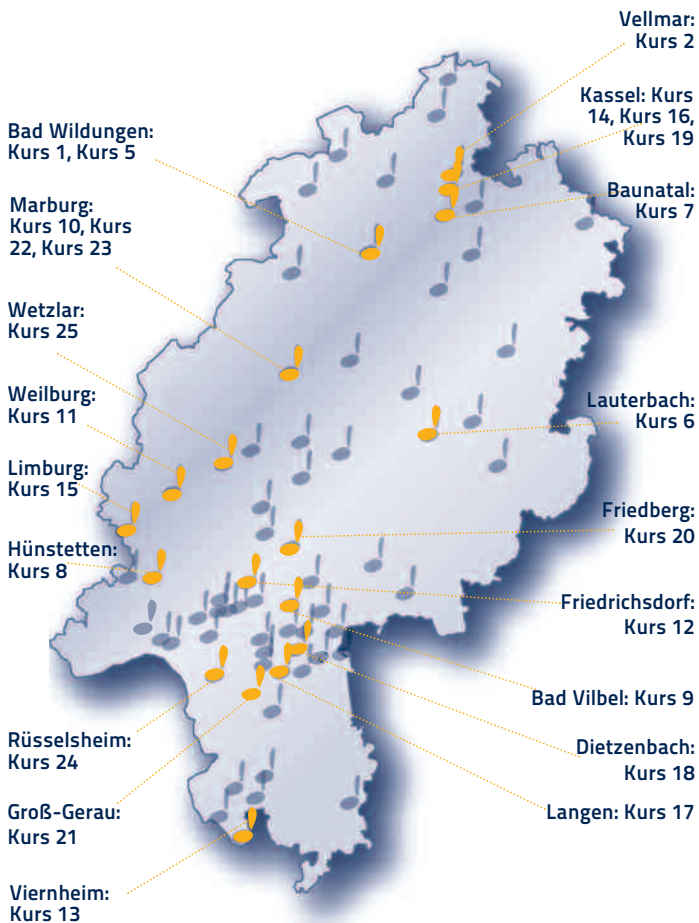 Vellmar:
Kurs 2
Kassel: Kurs
14, Kurs 16,
Kurs 19
Baunatal:
Kurs 7
Bad Wildungen:
Kurs 1, Kurs 5
Marburg:
Kurs 10, Kurs
22, Kurs 23
Wetzlar:
Kurs 25
Weilburg:
Kurs 11
Limburg:
Kurs 15
Hünstetten:
Kurs 8
Lauterbach:
Kurs 6
Friedberg:
Kurs 20
Friedrichsdorf:
Kurs 12
Bad Vilbel: Kurs 9
Dietzenbach:
Kurs 18
Langen: Kurs 17
Rüsselsheim:
Kurs 24
Groß-Gerau:
Kurs 21
Viernheim:
Kurs 13